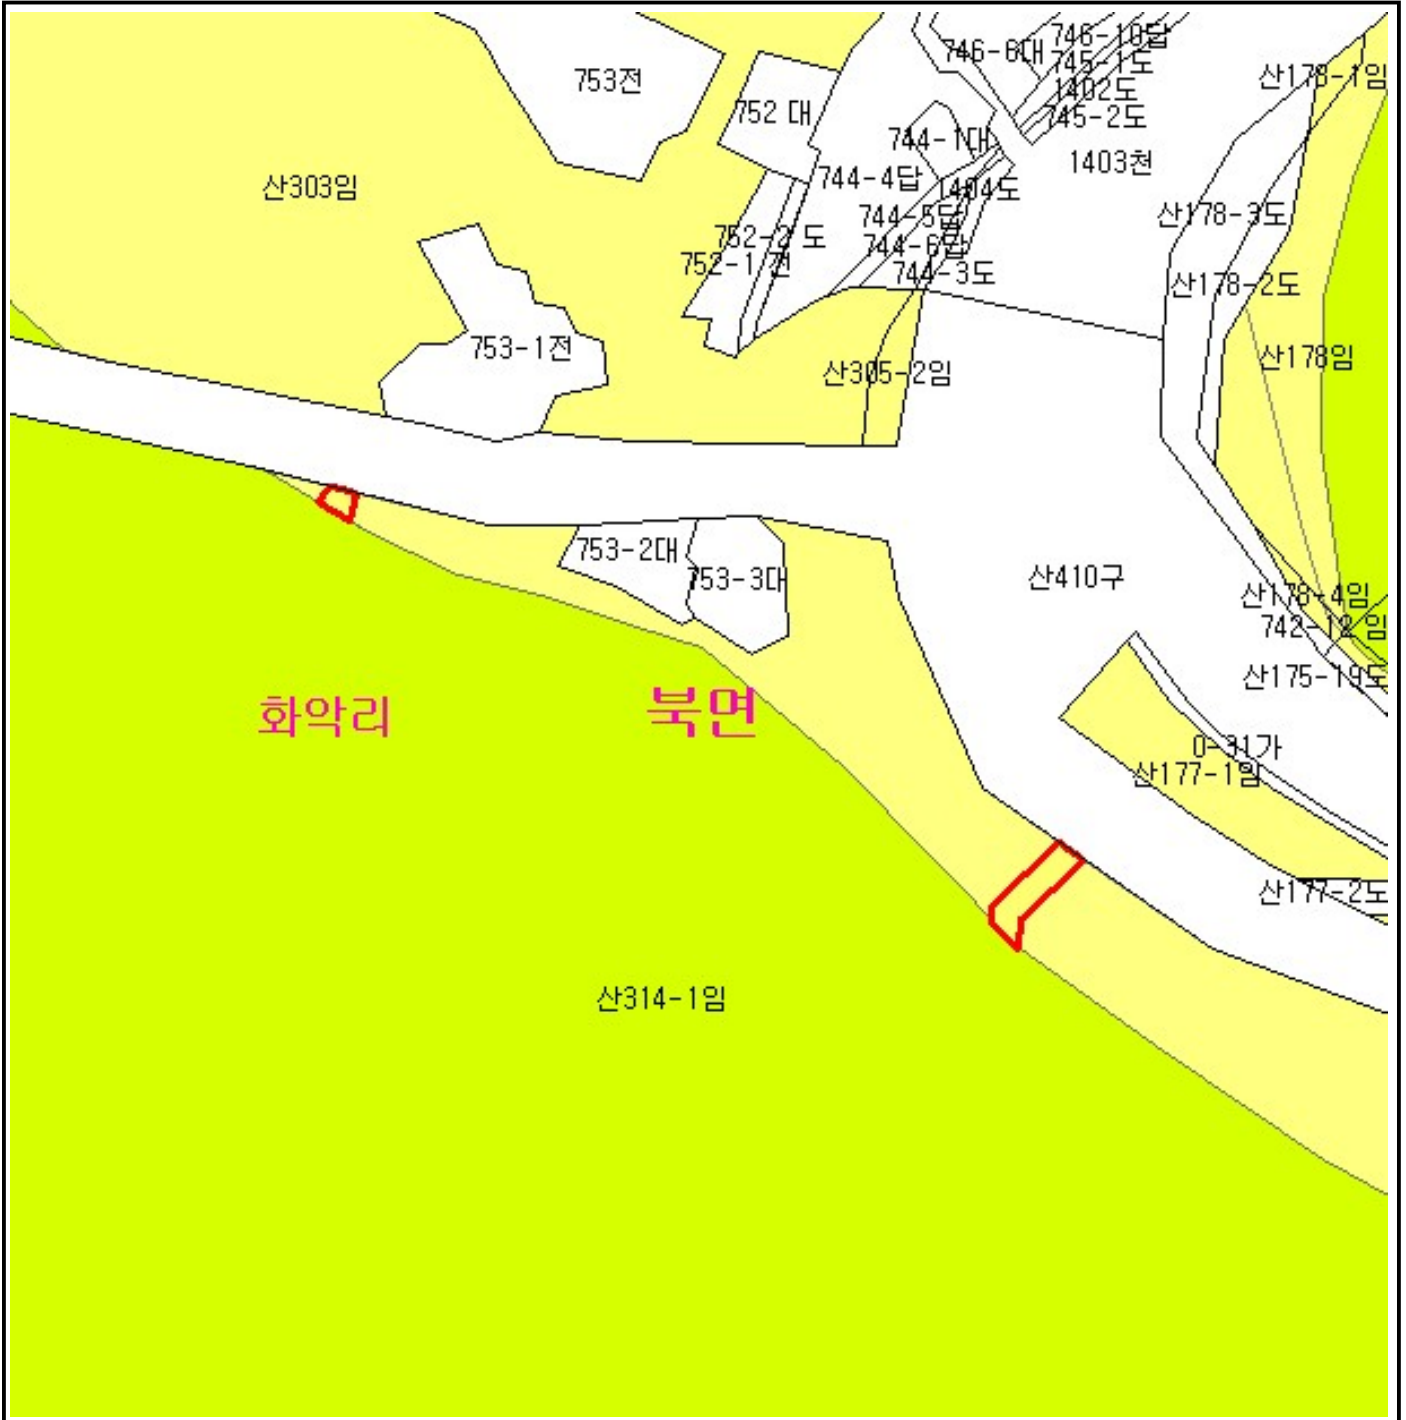 746-10답
746-6대
745-1도
753전
산178-1임
1402도
752 대
745-2도
744-1대
1403천
744-4답
산303임
1404도
744-5답
산178-3도
752-2 도
744-6답
752-1 전
744-3도
산178-2도
753-1전
산178임
산305-2임
753-2대
753-3대
산410구
산178-4임
742-12 임
산175-19도
화악리
북면
0-31가
산177-1임
산177-2도
산314-1임